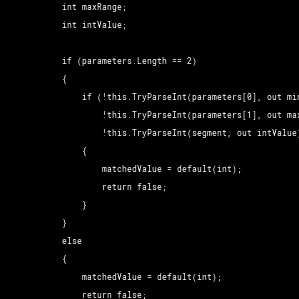 int maxRange;
int intValue;
if (parameters.Length == 2)
{
if (!this.TryParseInt(parameters[0], out min
!this.TryParseInt(parameters[1], out max
!this.TryParseInt(segment, out intValue)
{
matchedValue = default(int);
return false;
}
}
else
{
matchedValue = default(int);
return false;